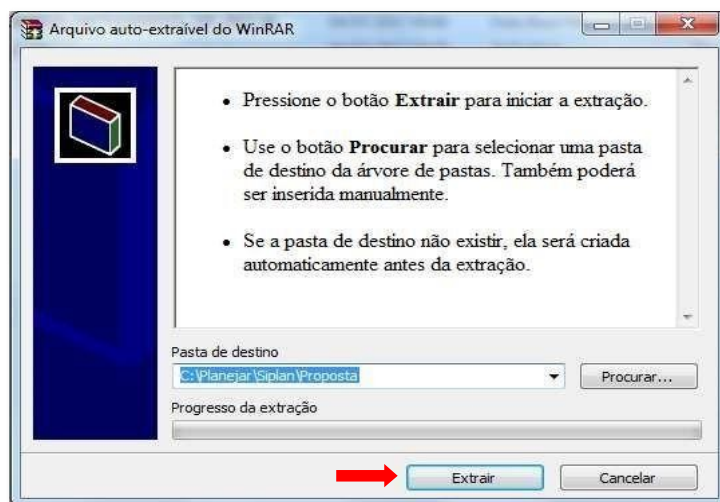 Arquivo auto-extraível do WinRAR
• Pressione o botão Extrair para iniciar a extração.
• Use o botão Procurar para selecionar uma pasta
de destino da árvore de pastas. Também poderá
ser inserida manualmente.
• Se a pasta de destino não existir, ela será criada
automaticamente antes da extração.
Pasta de destino
C:\Planejar\Siplan\Proposta
Procurar...
Progresso da extração
Extrair
Cancelar